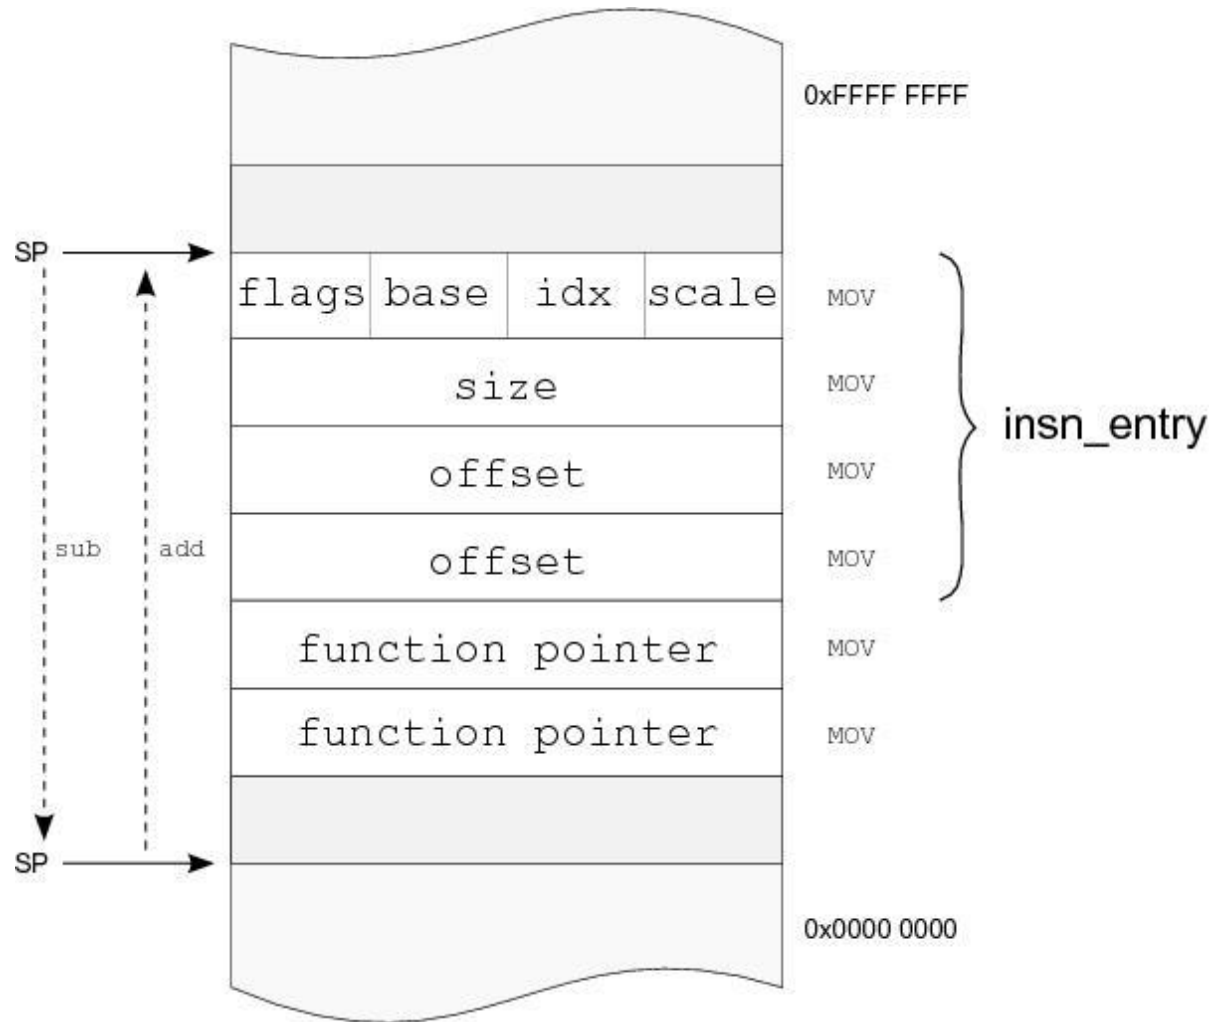 0xFFFF FFFF
SP
flags base idx scale MOV
size MOV
insn_entry
offset MOV
sub add offset MOV
function pointer MOV
function pointer MOV
SP
0x0000 0000